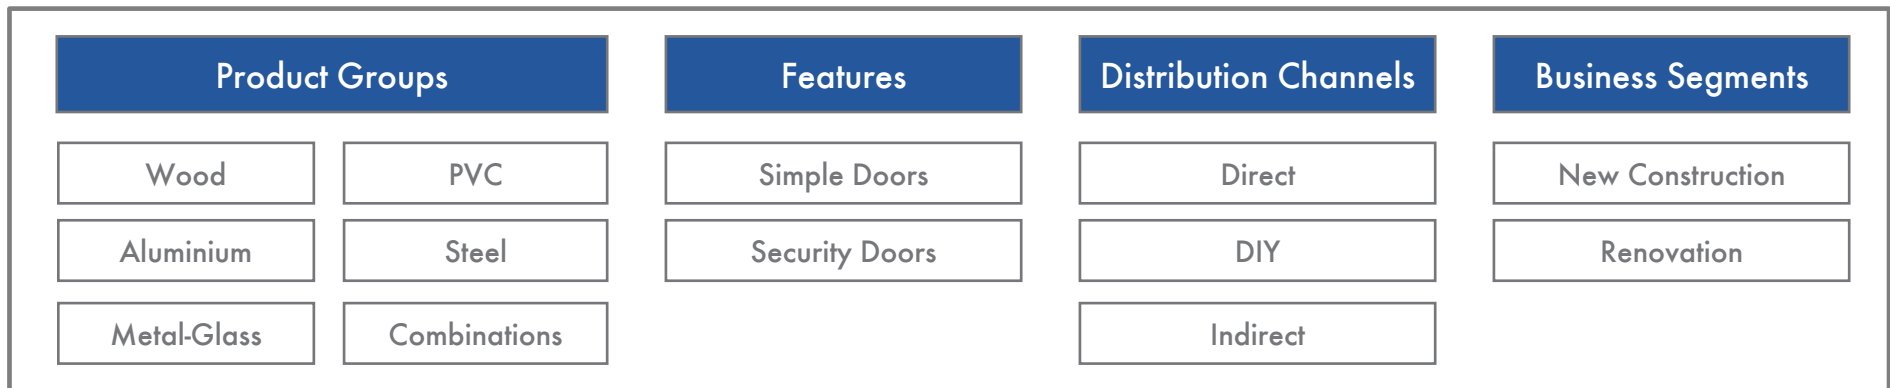 Product Groups
Features
Distribution Channels
Business Segments
Wood
PVC
Simple Doors
Direct
New Construction
Aluminium
Steel
Security Doors
DIY
Renovation
Metal-Glass
Combinations
Indirect